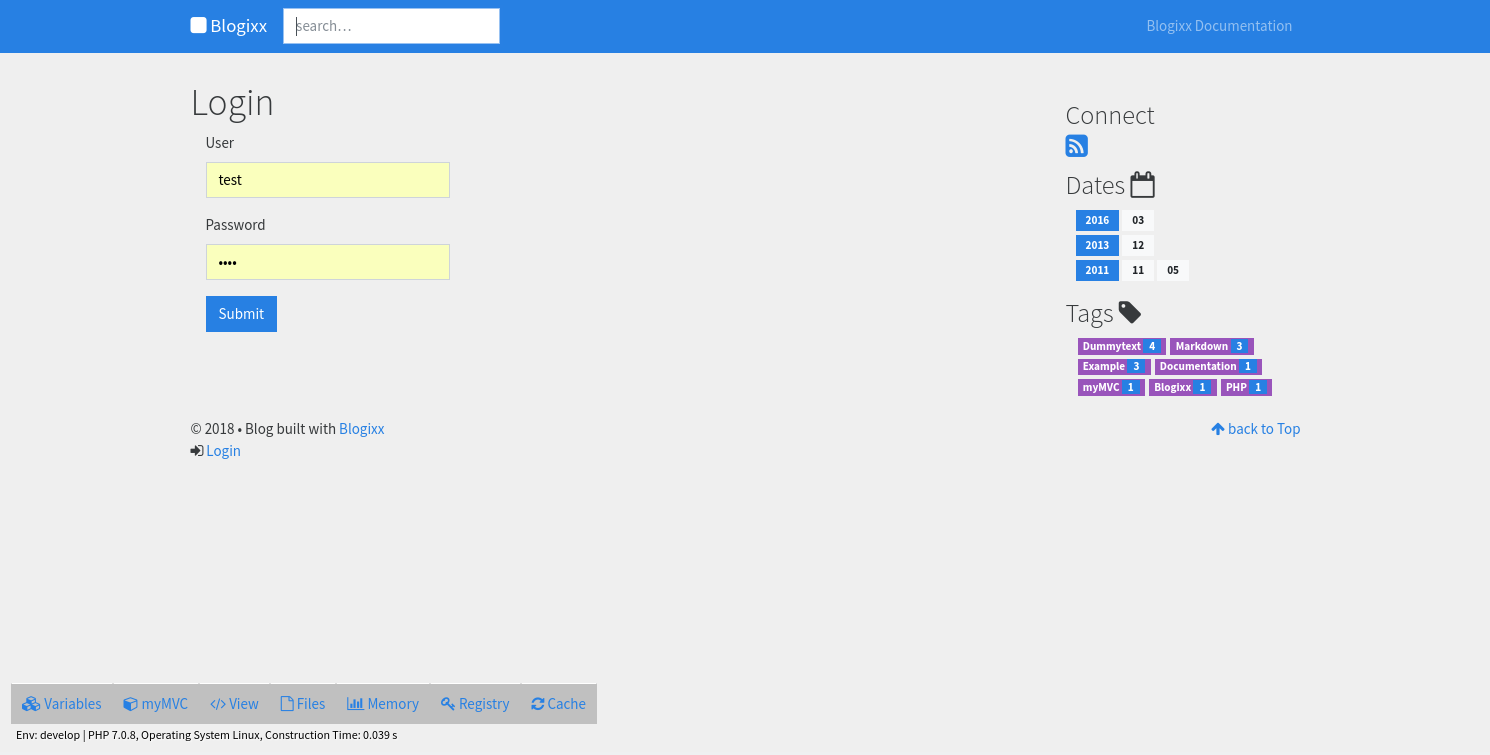 Blogixx search... Blogixx Documentation
Login
User
test
Password
••••
Submit
Connect
Dates
2016 03
2013 12
2011 11 05
Tags
Dummytext 4 Markdown 3
Example 3 Documentation 1
myMVC 1 Blogixx 1 PHP 1
© 2018 • Blog built with Blogixx
Login
back to Top
Variables myMVC </> View Files Memory Registry Cache
Env: develop | PHP 7.0.8, Operating System Linux, Construction Time: 0.039 s